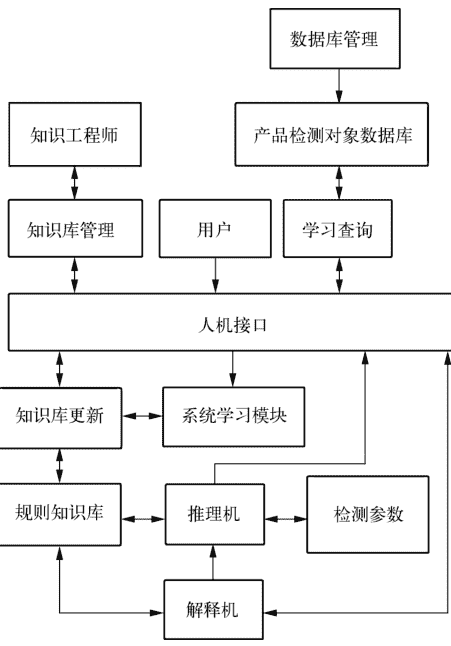 数据库管理
知识工程师
产品检测对象数据库
知识库管理
用户
学习查询
人机接口
知识库更新
系统学习模块
规则知识库
推理机
检测参数
解释机